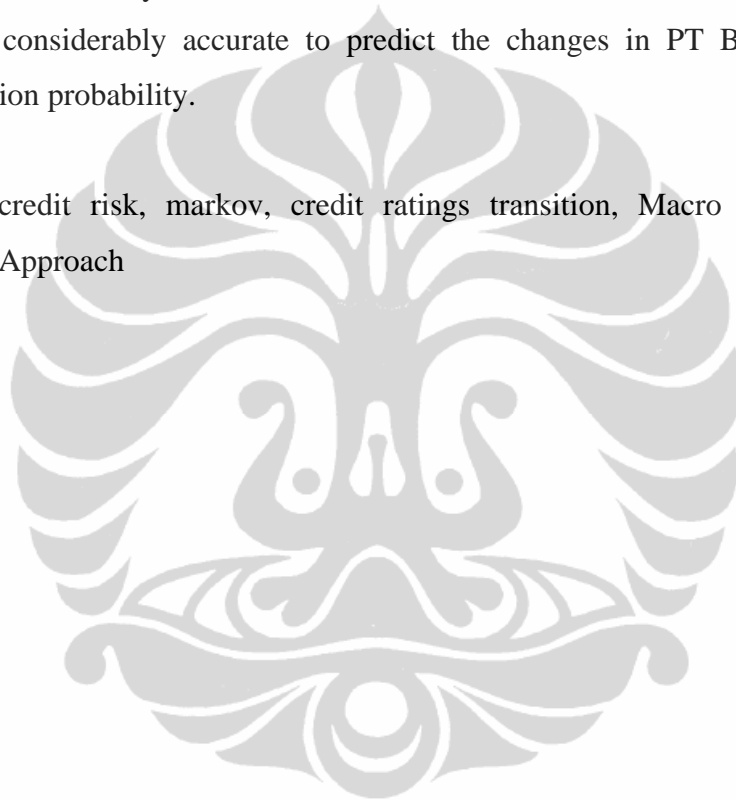 considerably accurate to predict the changes in PT B
ion probability.
credit risk, markov, credit ratings transition, Macro
Approach